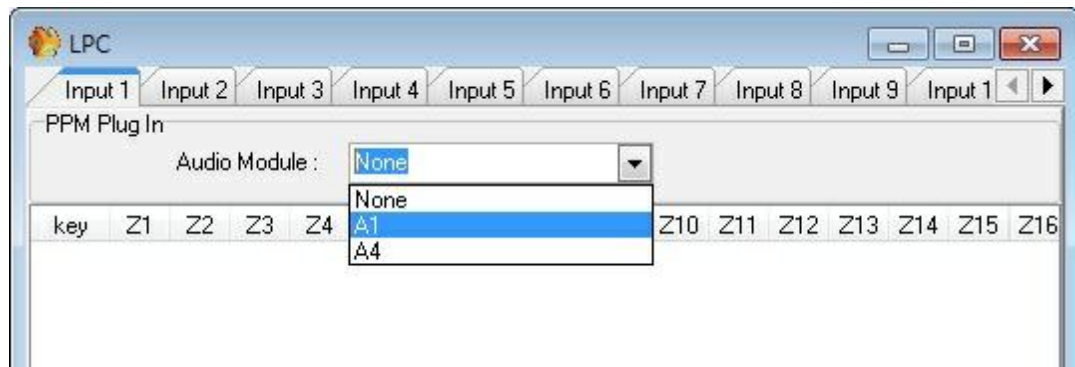 LPC
Input 1 Input 2 Input 3 Input 4 Input 5 Input 6 Input 7 Input 8 Input 9 Input 1
PPM Plug In
Audio Module : None
None
key Z1 Z2 Z3 Z4 A1 Z10 Z11 Z12 Z13 Z14 Z15 Z16
A4